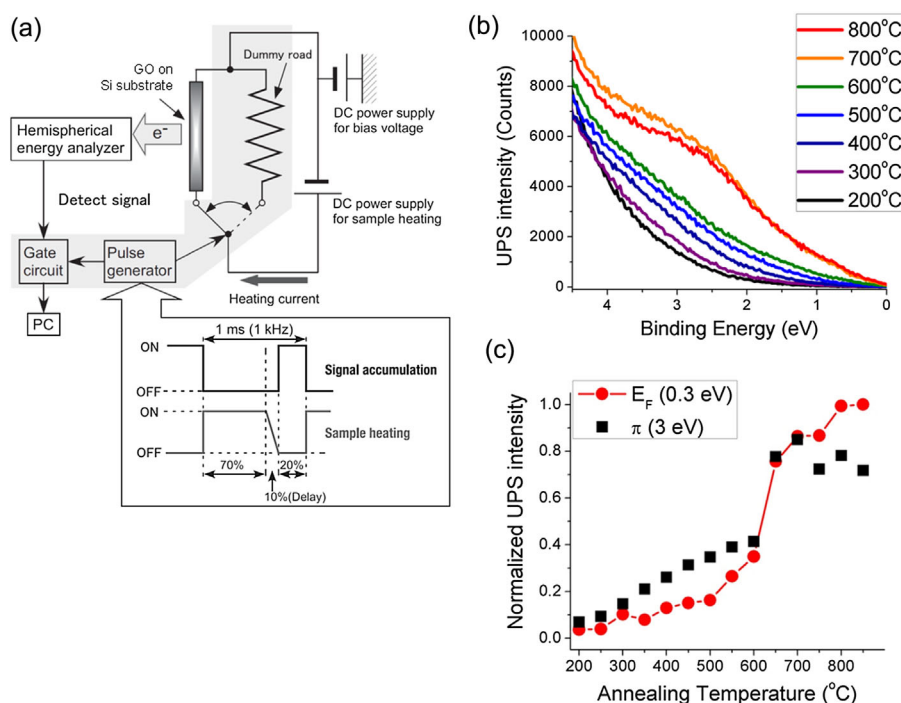 (a)
GO on
Si substrate
Dummy road
DC power supply
for bias voltage
Hemispherical
energy analyzer
e⁻
Detect signal
DC power supply
for sample heating
Gate
circuit
Pulse
generator
PC
Heating current
1 ms (1 kHz)
ON
OFF
Signal accumulation
ON
OFF
Sample heating
70%
20%
10%(Delay)
(b)
UPS intensity (Counts)
10000
8000
6000
4000
2000
0
4
3
2
1
0
Binding Energy (eV)
800°C
700°C
600°C
500°C
400°C
300°C
200°C
(c)
E_F (0.3 eV)
π (3 eV)
Normalized UPS intensity
1.0
0.8
0.6
0.4
0.2
0.0
200 300 400 500 600 700 800
Annealing Temperature (°C)